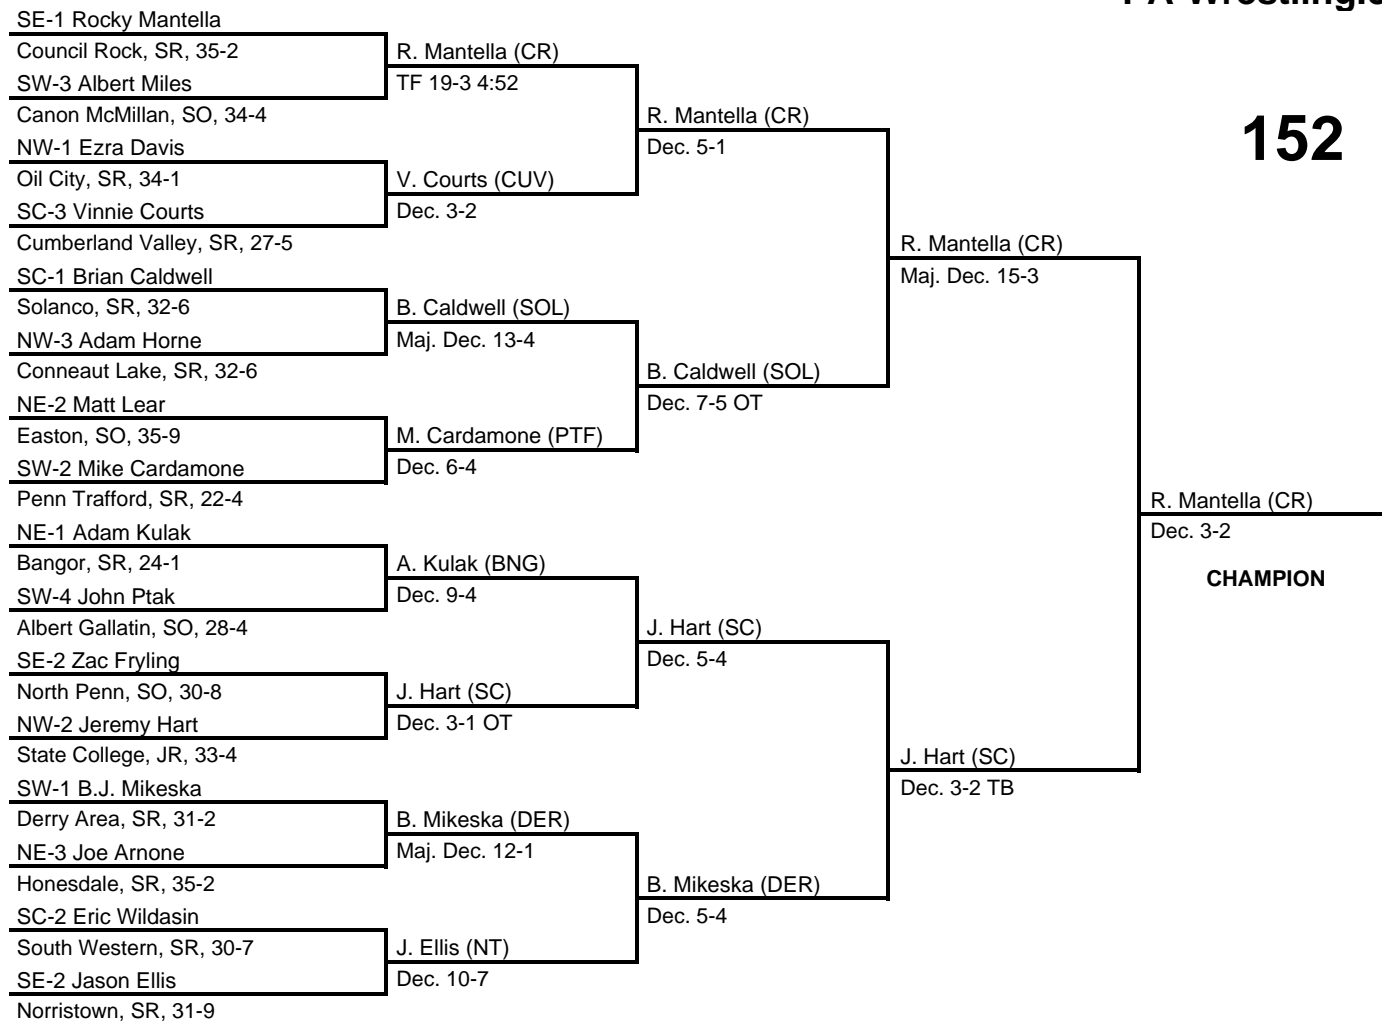 SE-1 Rocky Mantella
Council Rock, SR, 35-2
SW-3 Albert Miles
Canon McMillan, SO, 34-4
NW-1 Ezra Davis
Oil City, SR, 34-1
SC-3 Vinnie Courts
Cumberland Valley, SR, 27-5
SC-1 Brian Caldwell
Solanco, SR, 32-6
NW-3 Adam Horne
Conneaut Lake, SR, 32-6
NE-2 Matt Lear
Easton, SO, 35-9
SW-2 Mike Cardamone
Penn Trafford, SR, 22-4
NE-1 Adam Kulak
Bangor, SR, 24-1
SW-4 John Ptak
Albert Gallatin, SO, 28-4
SE-2 Zac Fryling
North Penn, SO, 30-8
NW-2 Jeremy Hart
State College, JR, 33-4
SW-1 B.J. Mikeska
Derry Area, SR, 31-2
NE-3 Joe Arnone
Honesdale, SR, 35-2
SC-2 Eric Wildasin
South Western, SR, 30-7
SE-2 Jason Ellis
Norristown, SR, 31-9
R. Mantella (CR)
TF 19-3 4:52
V. Courts (CUV)
Dec. 3-2
B. Caldwell (SOL)
Maj. Dec. 13-4
M. Cardamone (PTF)
Dec. 6-4
A. Kulak (BNG)
Dec. 9-4
J. Hart (SC)
Dec. 3-1 OT
B. Mikeska (DER)
Maj. Dec. 12-1
J. Ellis (NT)
Dec. 10-7
R. Mantella (CR)
Dec. 5-1
B. Caldwell (SOL)
Dec. 7-5 OT
J. Hart (SC)
Dec. 5-4
B. Mikeska (DER)
Dec. 5-4
R. Mantella (CR)
Maj. Dec. 15-3
J. Hart (SC)
Dec. 3-2 TB
152
R. Mantella (CR)
Dec. 3-2
CHAMPION